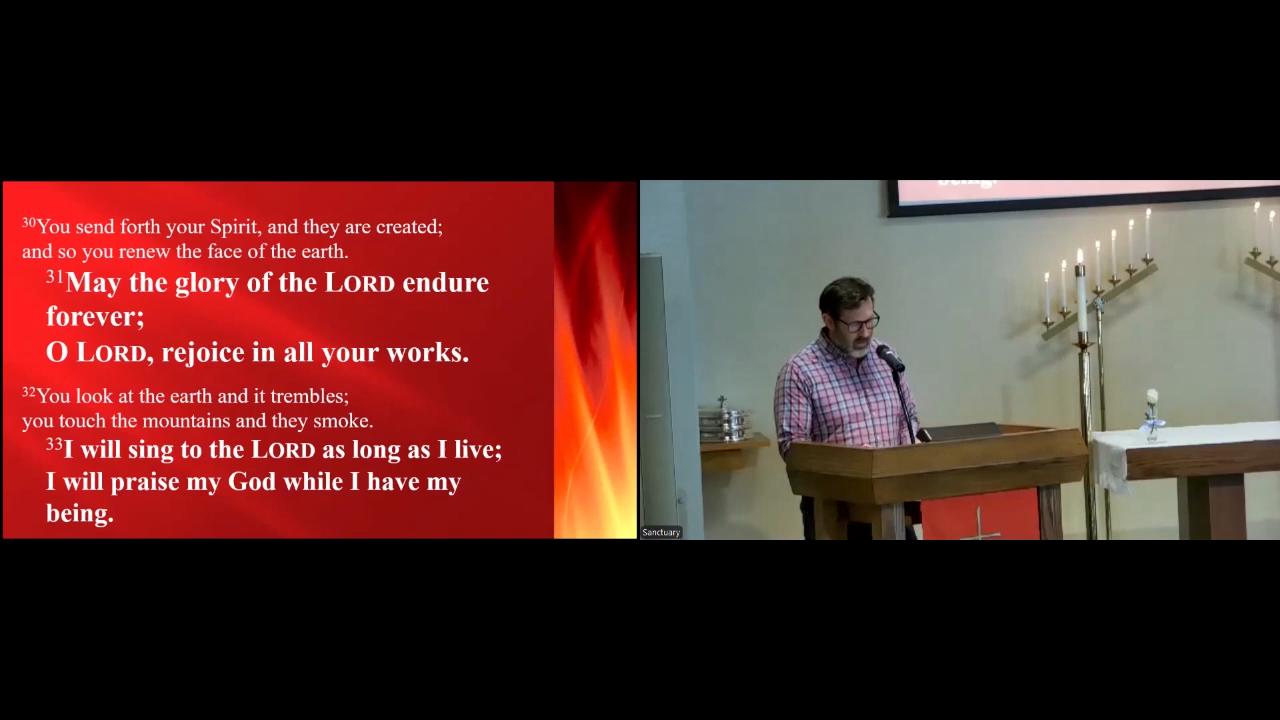 30You send forth your Spirit, and they are created;
and so you renew the face of the earth.
31May the glory of the LORD endure
forever;
O LORD, rejoice in all your works.
32You look at the earth and it trembles;
you touch the mountains and they smoke.
33I will sing to the LORD as long as I live;
I will praise my God while I have my
being.
being.
Sanctuary